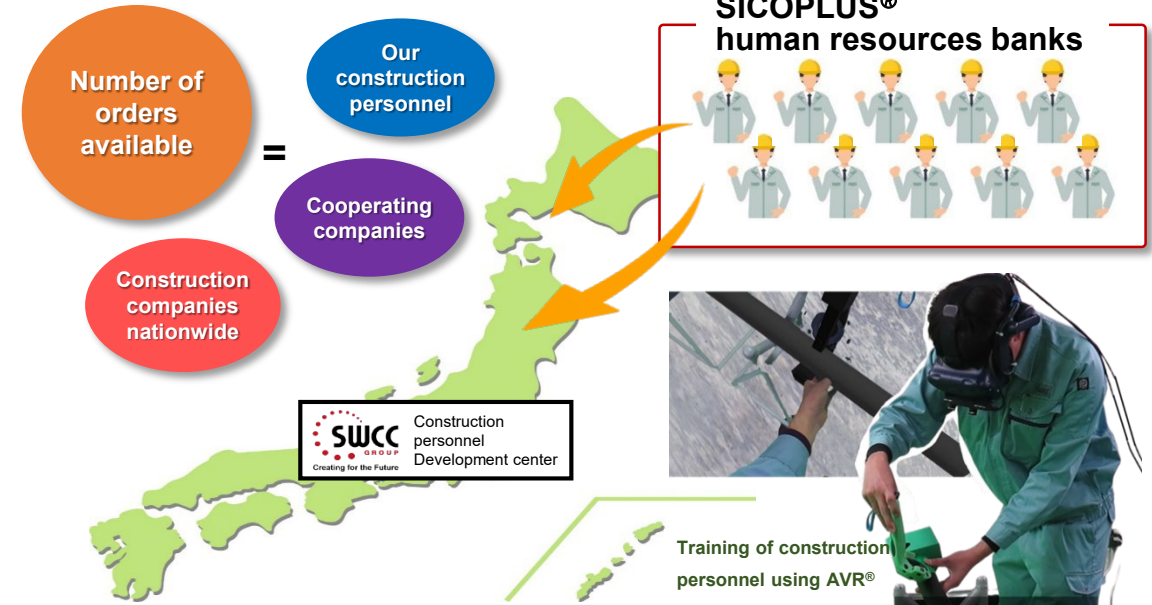 SICOPLUS®
human resources banks
Number of
orders
available
=
Our
construction
personnel
Cooperating
companies
Construction
companies
nationwide
SWCC
GROUP
Creating for the Future
Construction
personnel
Development center
Training of construction
personnel using AVR®